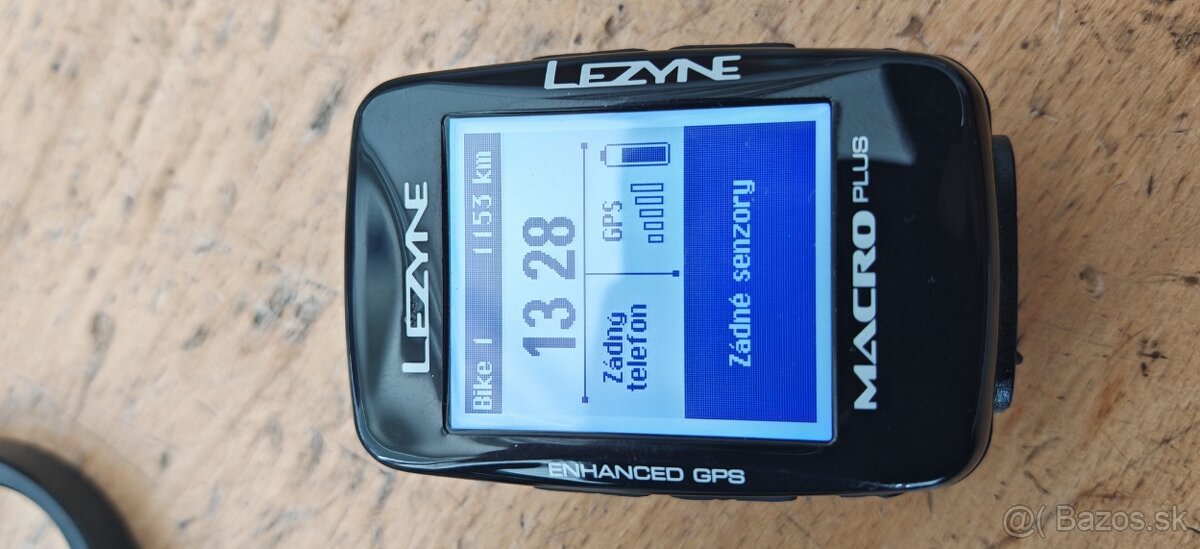 LEZYNE
LEZYNE
Bike 1 1153 km
13 28
Žádný
telefon
GPS
Žádné senzory
MACRO PLUS
ENHANCED GPS
@( Bazos.sk